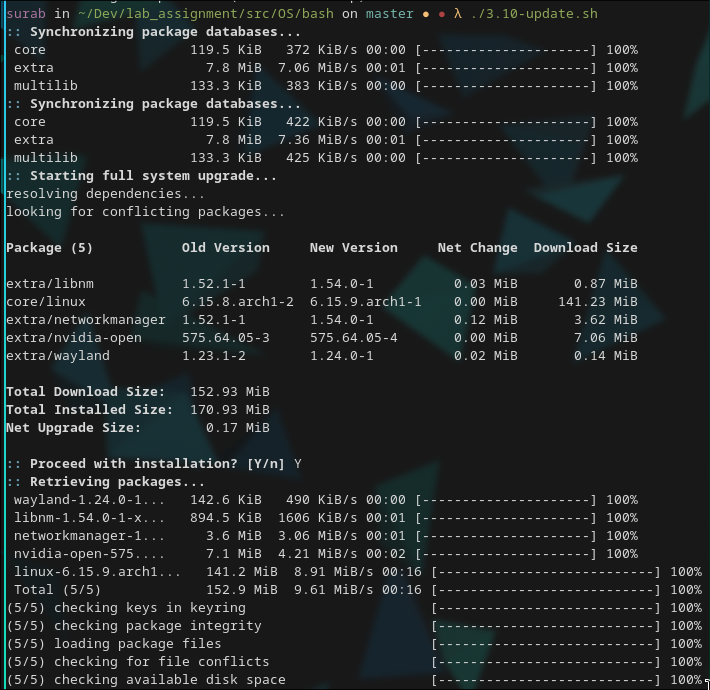 surab in ~/Dev/lab_assignment/src/OS/bash on master ● ● λ ./3.10-update.sh
:: Synchronizing package databases...
 core                  119.5 KiB   372 KiB/s 00:00 [---------------------] 100%
 extra                   7.8 MiB  7.06 MiB/s 00:01 [---------------------] 100%
 multilib              133.3 KiB   383 KiB/s 00:00 [---------------------] 100%
:: Synchronizing package databases...
 core                  119.5 KiB   422 KiB/s 00:00 [---------------------] 100%
 extra                   7.8 MiB  7.36 MiB/s 00:01 [---------------------] 100%
 multilib              133.3 KiB   425 KiB/s 00:00 [---------------------] 100%
:: Starting full system upgrade...
resolving dependencies...
looking for conflicting packages...
Package (5)           Old Version     New Version     Net Change  Download Size
extra/libnm           1.52.1-1        1.54.0-1          0.03 MiB       0.87 MiB
core/linux            6.15.8.arch1-2  6.15.9.arch1-1    0.00 MiB     141.23 MiB
extra/networkmanager  1.52.1-1        1.54.0-1          0.12 MiB       3.62 MiB
extra/nvidia-open     575.64.05-3     575.64.05-4       0.00 MiB       7.06 MiB
extra/wayland         1.23.1-2        1.24.0-1          0.02 MiB       0.14 MiB
Total Download Size:   152.93 MiB
Total Installed Size:  170.93 MiB
Net Upgrade Size:        0.17 MiB
:: Proceed with installation? [Y/n] Y
:: Retrieving packages...
 wayland-1.24.0-1...   142.6 KiB   490 KiB/s 00:00 [---------------------] 100%
 libnm-1.54.0-1-x...   894.5 KiB  1606 KiB/s 00:01 [---------------------] 100%
 networkmanager-1...     3.6 MiB  3.06 MiB/s 00:01 [---------------------] 100%
 nvidia-open-575....     7.1 MiB  4.21 MiB/s 00:02 [---------------------] 100%
 linux-6.15.9.arch1...   141.2 MiB  8.91 MiB/s 00:16 [---------------------------] 100%
 Total (5/5)             152.9 MiB  9.61 MiB/s 00:16 [---------------------------] 100%
(5/5) checking keys in keyring                       [---------------------------] 100%
(5/5) checking package integrity                     [---------------------------] 100%
(5/5) loading package files                          [---------------------------] 100%
(5/5) checking for file conflicts                    [---------------------------] 100%
(5/5) checking available disk space                  [---------------------------] 100%